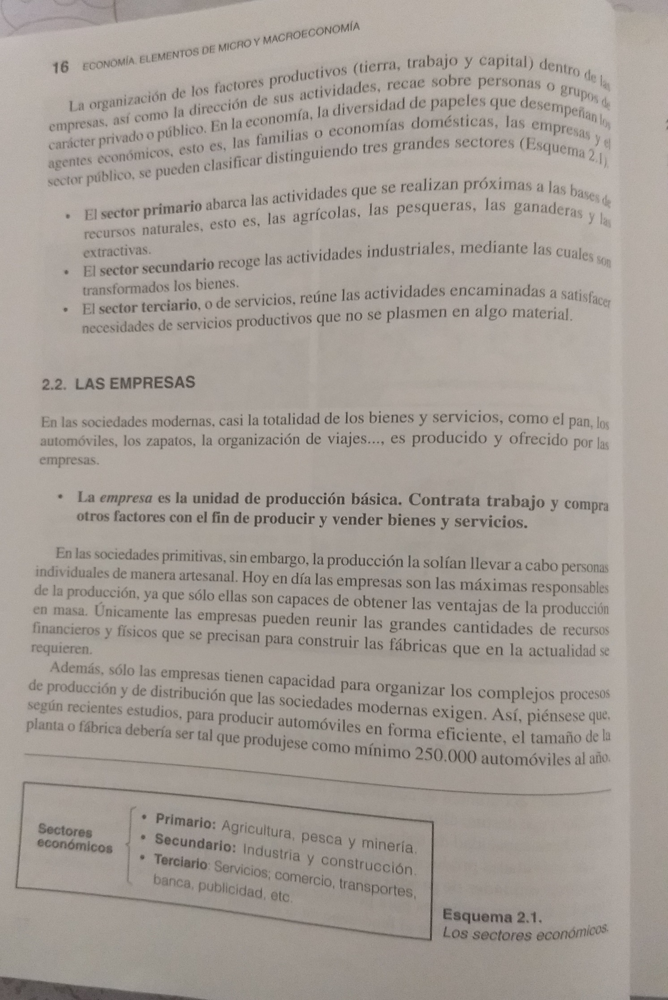 16 ECONOMÍA. ELEMENTOS DE MICRO Y MACROECONOMÍA
La organización de los factores productivos (tierra, trabajo y capital) dentro de las
empresas, así como la dirección de sus actividades, recae sobre personas o grupos de
carácter privado o público. En la economía, la diversidad de papeles que desempeñan los
agentes económicos, esto es, las familias o economías domésticas, las empresas y el
sector público, se pueden clasificar distinguiendo tres grandes sectores (Esquema 2.1).
• El sector primario abarca las actividades que se realizan próximas a las bases de
recursos naturales, esto es, las agrícolas, las pesqueras, las ganaderas y las
extractivas.
• El sector secundario recoge las actividades industriales, mediante las cuales son
transformados los bienes.
• El sector terciario, o de servicios, reúne las actividades encaminadas a satisfacer
necesidades de servicios productivos que no se plasmen en algo material.
2.2. LAS EMPRESAS
En las sociedades modernas, casi la totalidad de los bienes y servicios, como el pan, los
automóviles, los zapatos, la organización de viajes..., es producido y ofrecido por las
empresas.
• La empresa es la unidad de producción básica. Contrata trabajo y compra
otros factores con el fin de producir y vender bienes y servicios.
En las sociedades primitivas, sin embargo, la producción la solían llevar a cabo personas
individuales de manera artesanal. Hoy en día las empresas son las máximas responsables
de la producción, ya que sólo ellas son capaces de obtener las ventajas de la producción
en masa. Únicamente las empresas pueden reunir las grandes cantidades de recursos
financieros y físicos que se precisan para construir las fábricas que en la actualidad se
requieren.
Además, sólo las empresas tienen capacidad para organizar los complejos procesos
de producción y de distribución que las sociedades modernas exigen. Así, piénsese que,
según recientes estudios, para producir automóviles en forma eficiente, el tamaño de la
planta o fábrica debería ser tal que produjese como mínimo 250.000 automóviles al año.
Sectores
económicos
• Primario: Agricultura, pesca y minería.
• Secundario: Industria y construcción.
• Terciario: Servicios; comercio, transportes,
banca, publicidad, etc.
Esquema 2.1.
Los sectores económicos.